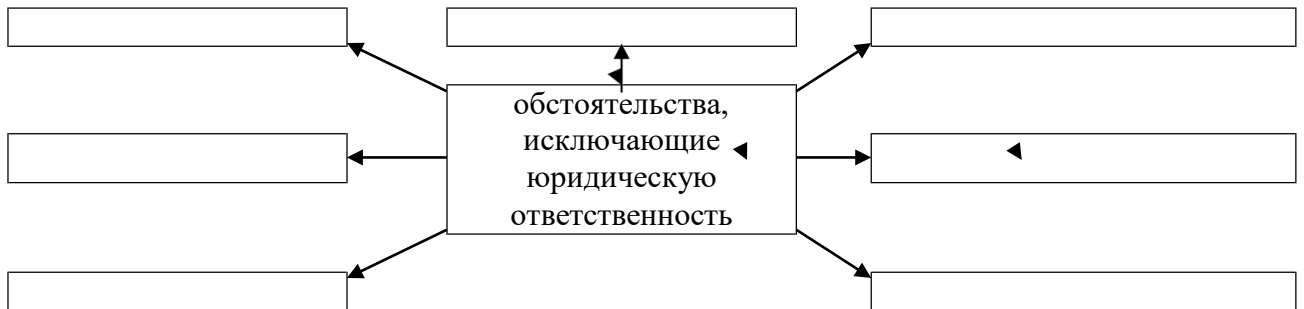 обстоятельства,
исключающие
юридическую
ответственность